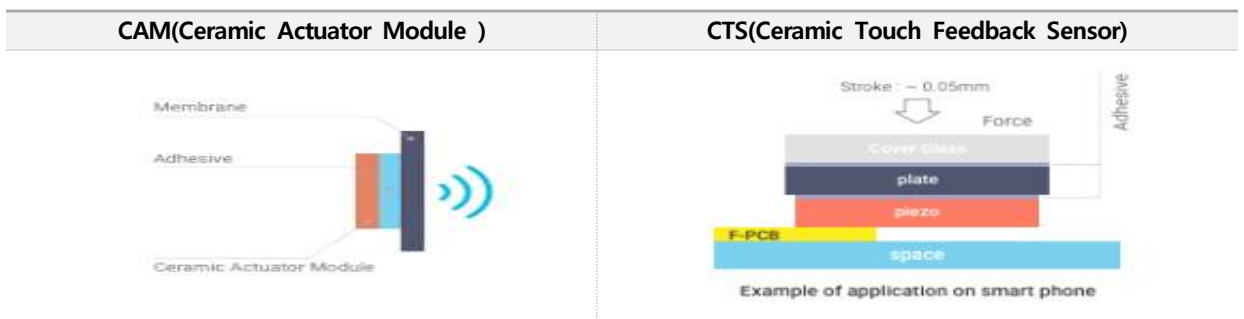 CAM(Ceramic Actuator Module )
CTS(Ceramic Touch Feedback Sensor)
Membrane
Adhesive
Ceramic Actuator Module
Stroke : ~ 0.05mm
Force
Adhesive
Cover Glass
plate
piezo
F-PCB
space
Example of application on smart phone